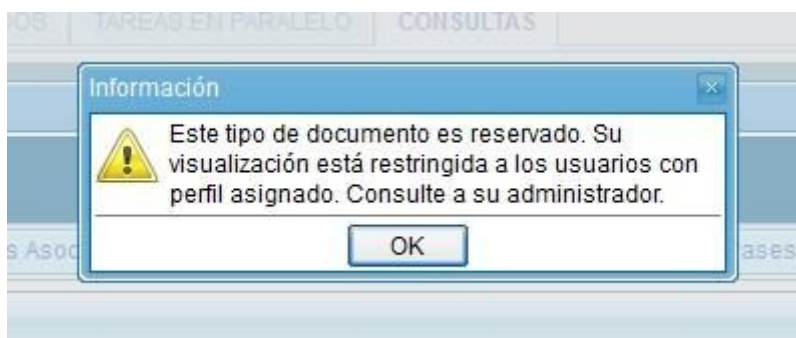 TAREAS EN PARALELO CONSULTAS
Información
Este tipo de documento es reservado. Su
visualización está restringida a los usuarios con
perfil asignado. Consulte a su administrador.
OK